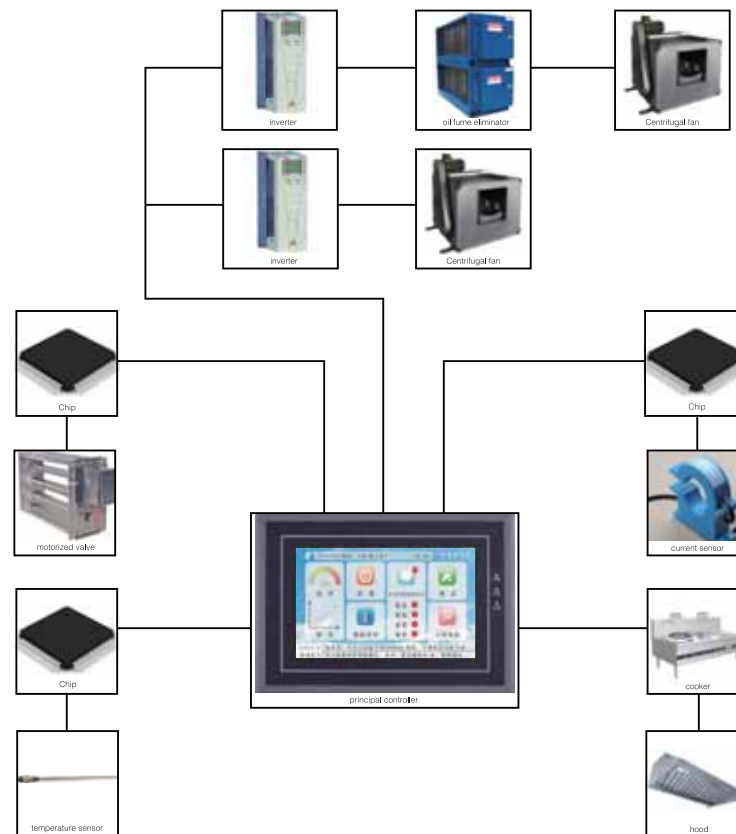 inverter
oil fume eliminator
Centrifugal fan
inverter
Centrifugal fan
Chip
Chip
motorized valve
current sensor
Chip
cooker
principal controller
temperature sensor
hood